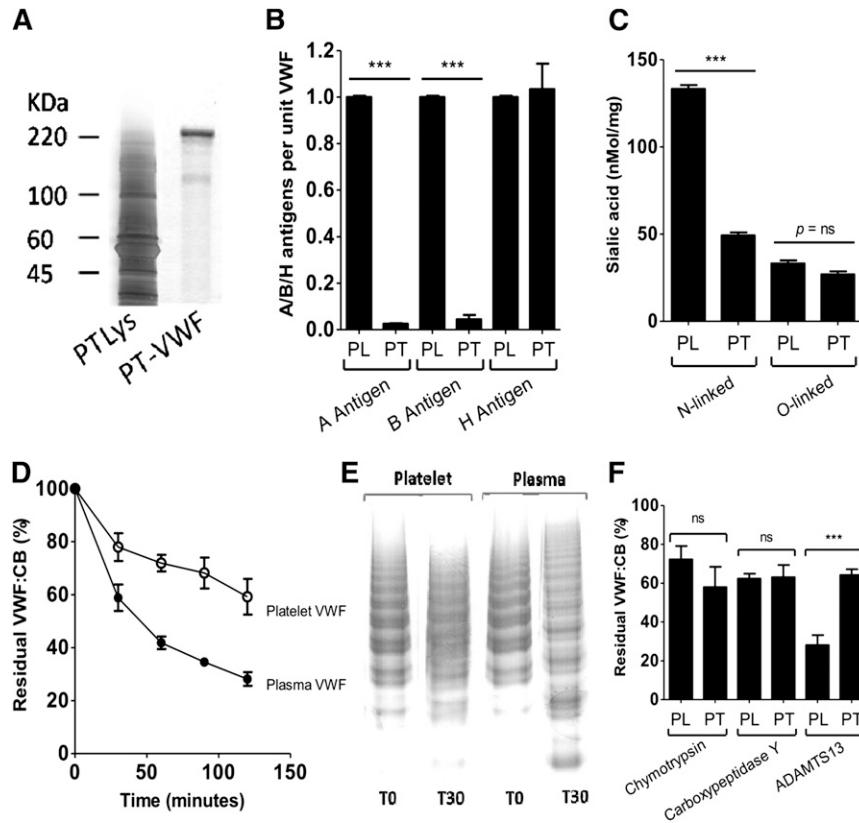 A
KDa
220
100
60
45
PTLys
PT-VWF
B
A/B/H antigens per unit VWF
1.2
1.0
0.8
0.6
0.4
0.2
0.0
***
***
PL PT PL PT PL PT
A Antigen
B Antigen
H Antigen
C
Sialic acid (nMol/mg)
150
100
50
0
***
p = ns
PL PT PL PT
N-linked
O-linked
D
Residual VWF:CB (%)
100
80
60
40
20
0
Platelet VWF
Plasma VWF
0 50 100 150
Time (minutes)
E
Platelet Plasma
T0 T30 T0 T30
F
Residual VWF:CB (%)
100
80
60
40
20
0
ns
ns
***
PL PT PL PT PL PT
Chymotrypsin
Carboxypeptidase Y
ADAMTS13